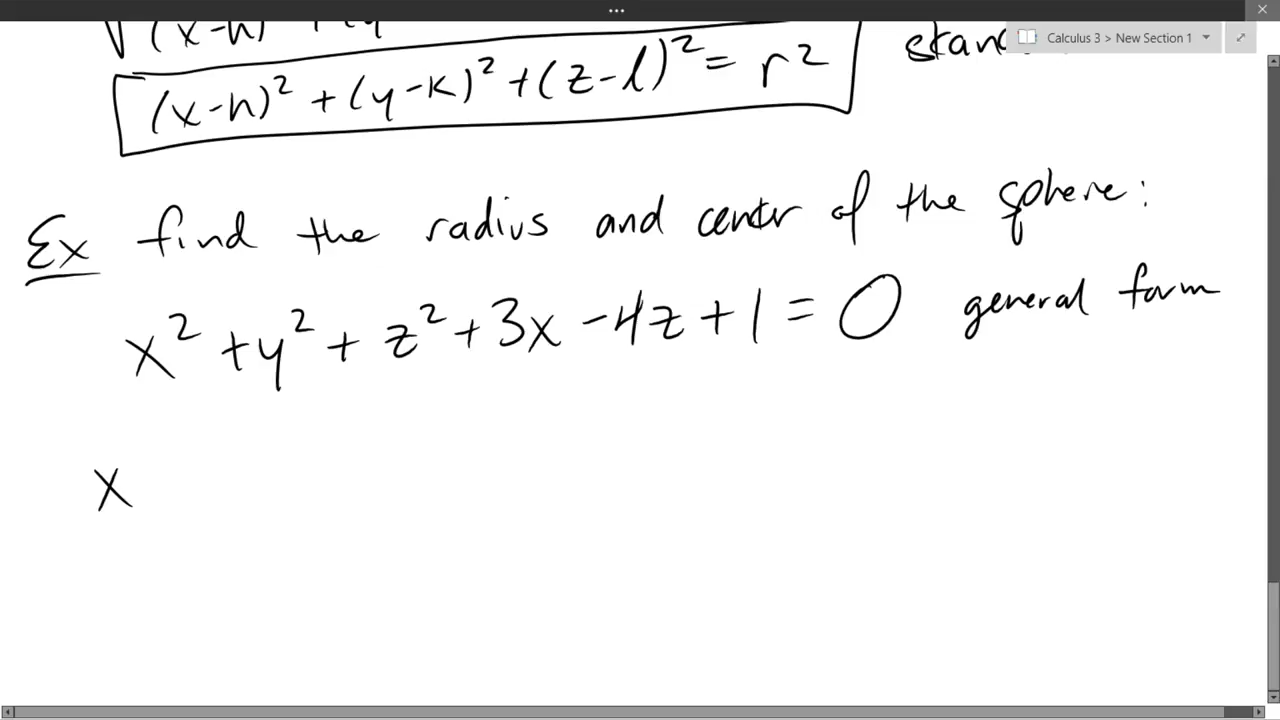 ...
Calculus 3 > New Section 1
√(x-h)
(x-h)² + (y-k)² + (z-l)² = r²
Ex find the radius and center of the sphere:
x² + y² + z² + 3x - 4z + 1 = 0 general form
x